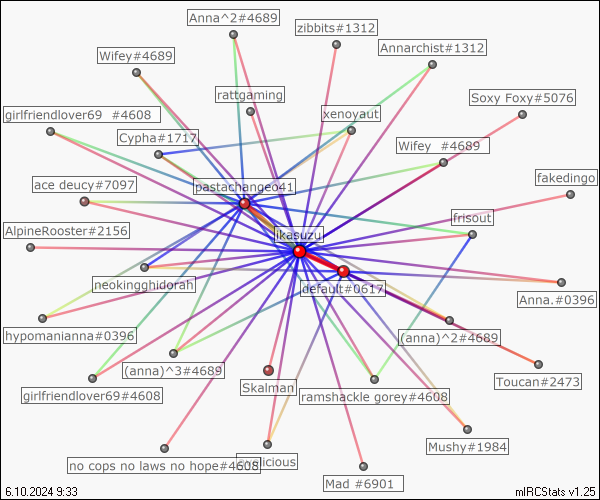 Anna^2#4689
zibbits#1312
Annarchist#1312
Wifey#4689
rattgaming
Soxy Foxy#5076
girlfriendlover69 #4608
xenoyaut
Cypha#1717
Wifey #4689
pastachangeo41
ace deucy#7097
fakedingo
frisout
ikasuzu
AlpineRooster#2156
neokingghidorah
default#0617
Anna.#0396
hypomanianna#0396
(anna)^2#4689
(anna)^3#4689
Toucan#2473
Skalman
girlfriendlover69#4608
ramshackle gorey#4608
Mushy#1984
no cops no laws no hope#4608
Mad #6901
6.10.2024 9:33
mIRCStats v1.25